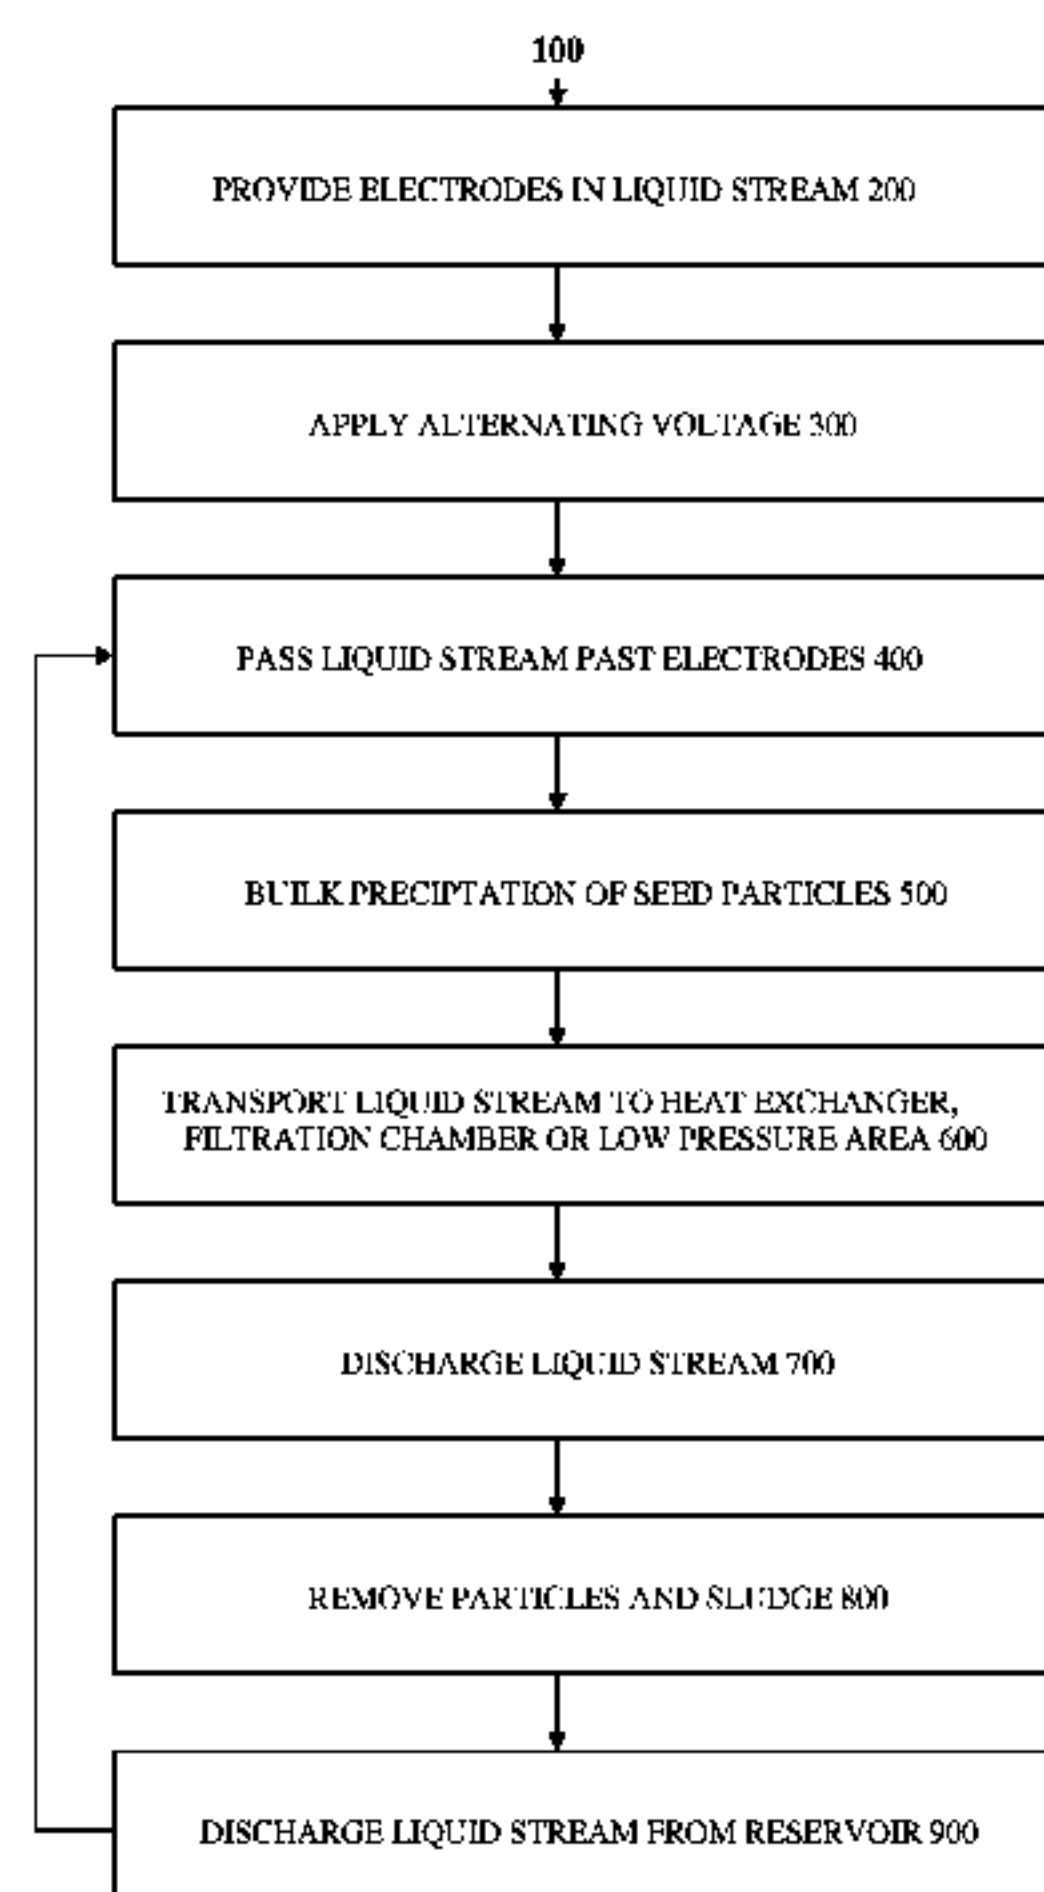 100
PROVIDE ELECTRODES IN LIQUID STREAM 200
APPLY ALTERNATING VOLTAGE 300
PASS LIQUID STREAM PAST ELECTRODES 400
BUILK PRECIPTATION OF SEED PARTICLES 500
TRANSPORT LIQUID STREAM TO HEAT EXCHANGER,
FILTRATION CHAMBER OR LOW PRESSURE AREA 600
DISCHARGE LIQUID STREAM 700
REMOVE PARTICLES AND SLUDGE 800
DISCHARGE LIQUID STREAM FROM RESERVOIR 900